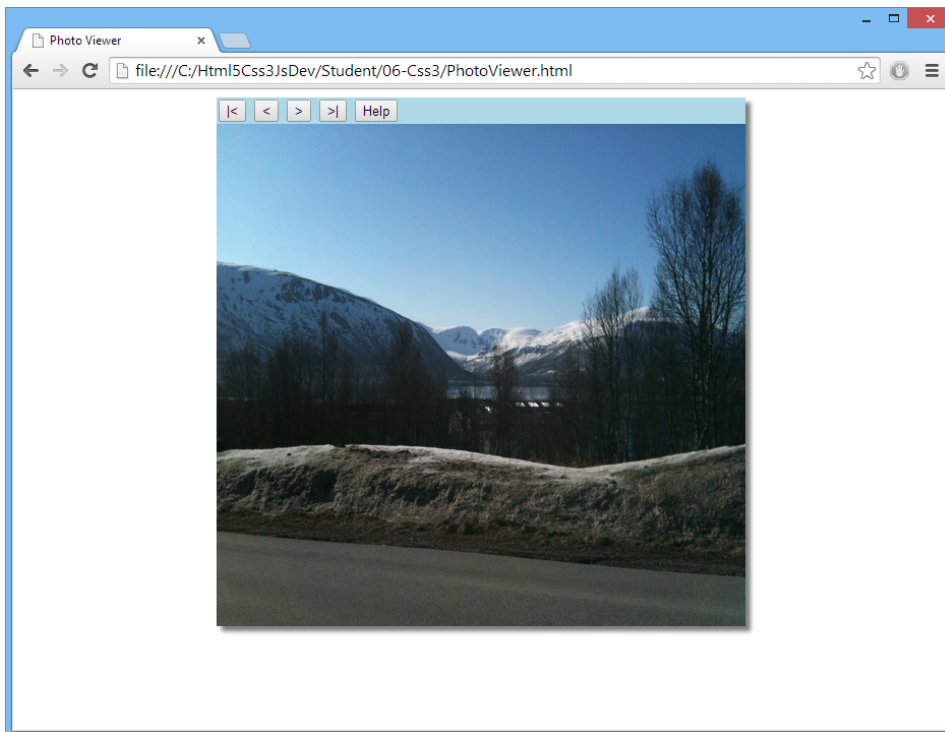 Photo Viewer
file:///C:/Html5Css3JsDev/Student/06-Css3/PhotoViewer.html
|< < > >| Help